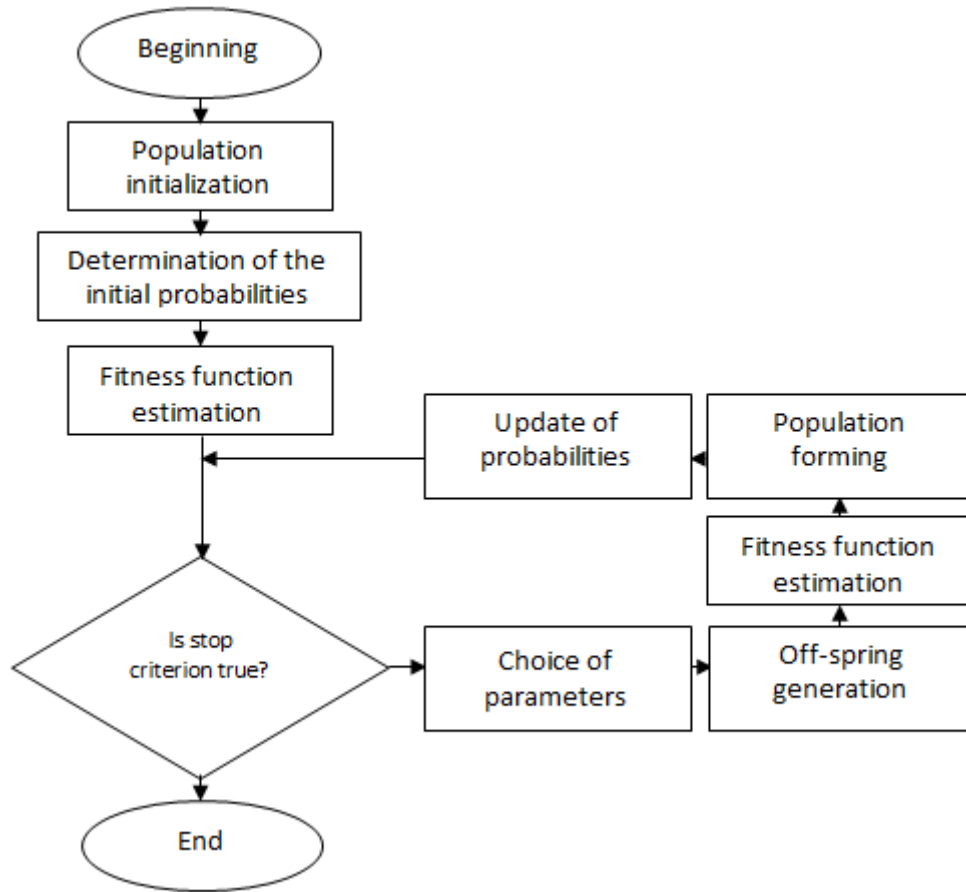 Beginning
Population
initialization
Determination of the
initial probabilities
Fitness function
estimation
Update of
probabilities
Population
forming
Fitness function
estimation
Is stop
criterion true?
Choice of
parameters
Off-spring
generation
End